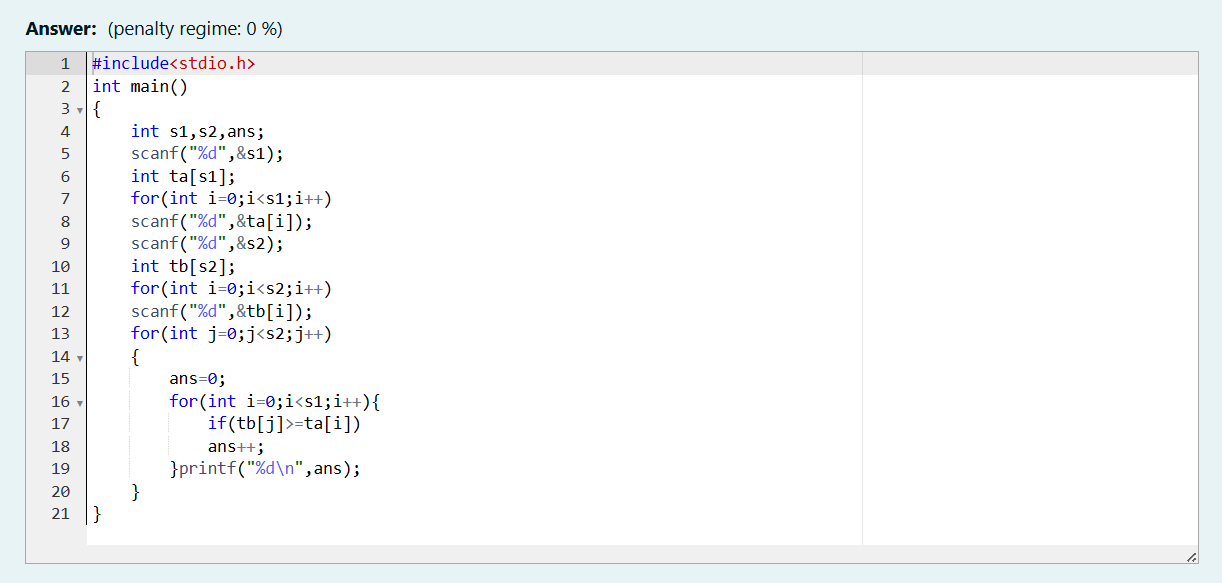 Answer: (penalty regime: 0 %)
1 #include<stdio.h>
2 int main()
3 {
4     int s1,s2,ans;
5     scanf("%d",&s1);
6     int ta[s1];
7     for(int i=0;i<s1;i++)
8     scanf("%d",&ta[i]);
9     scanf("%d",&s2);
10     int tb[s2];
11     for(int i=0;i<s2;i++)
12     scanf("%d",&tb[i]);
13     for(int j=0;j<s2;j++)
14     {
15         ans=0;
16         for(int i=0;i<s1;i++){
17             if(tb[j]>=ta[i])
18             ans++;
19         }printf("%d\n",ans);
20     }
21 }